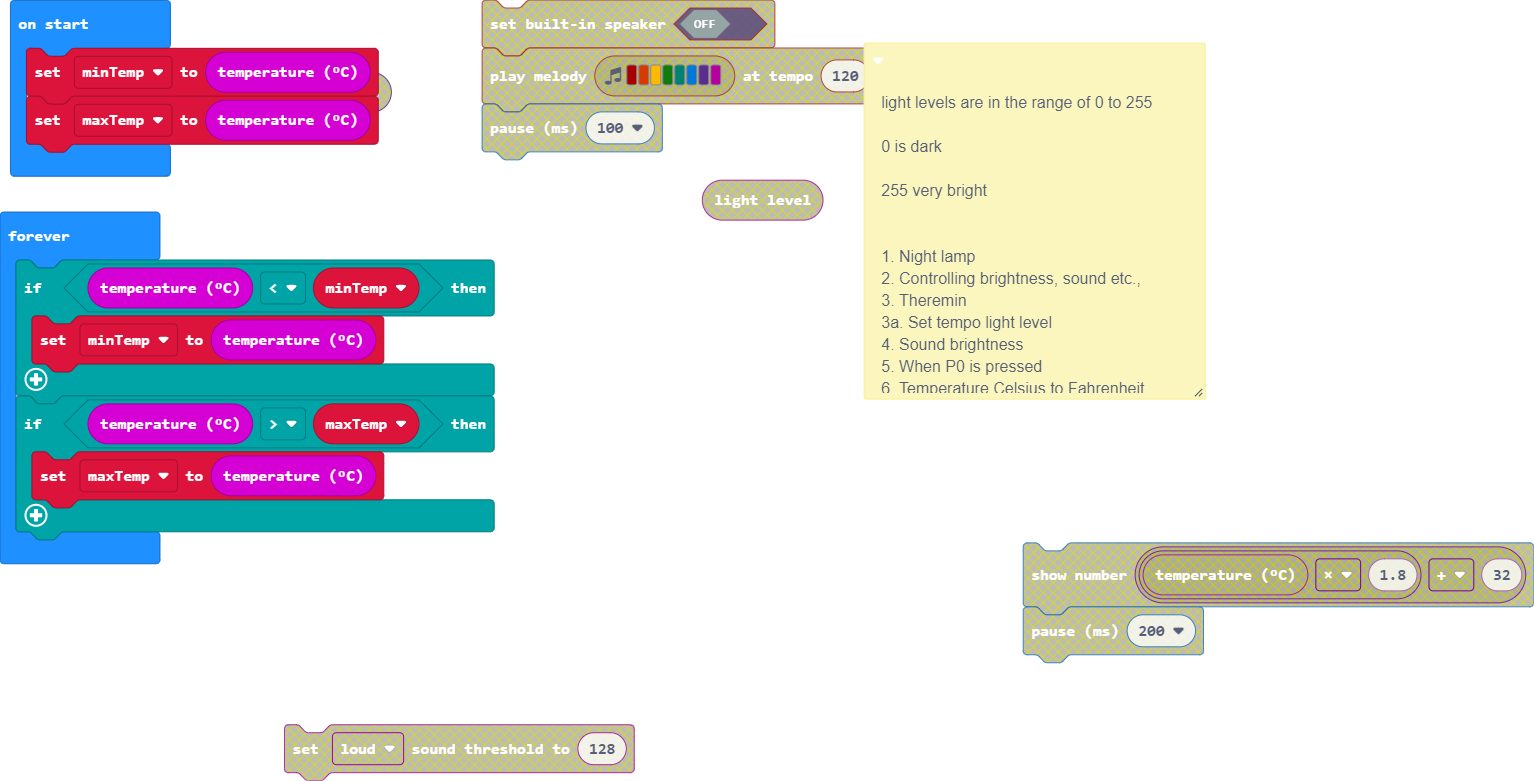 on start
set minTemp to temperature (ºC)
set maxTemp to temperature (ºC)
set built-in speaker OFF
play melody at tempo 120
pause (ms) 100
light level
light levels are in the range of 0 to 255
0 is dark
255 very bright
1. Night lamp
2. Controlling brightness, sound etc.,
3. Theremin
3a. Set tempo light level
4. Sound brightness
5. When P0 is pressed
6. Temperature Celsius to Fahrenheit
forever
if temperature (ºC) < minTemp then
set minTemp to temperature (ºC)
if temperature (ºC) > maxTemp then
set maxTemp to temperature (ºC)
show number temperature (ºC) × 1.8 + 32
pause (ms) 200
set loud sound threshold to 128